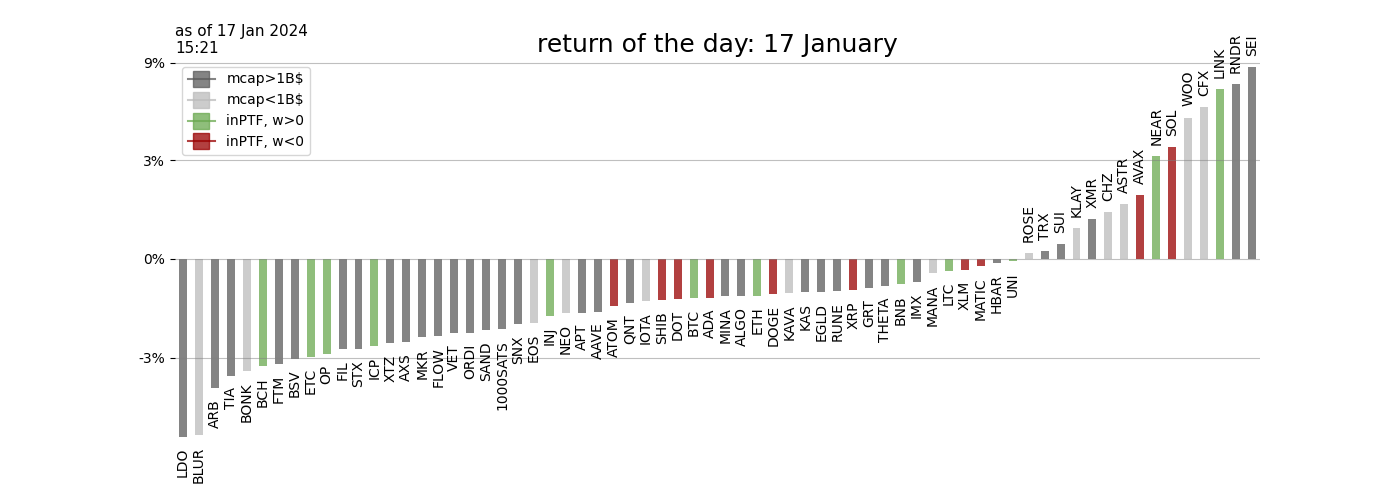 as of 17 Jan 2024
15:21
return of the day: 17 January
9%
3%
0%
-3%
mcap>1B$
mcap<1B$
inPTF, w>0
inPTF, w<0
LDO
BLUR
ARB
TIA
BONK
BCH
FTM
BSV
ETC
OP
FIL
STX
ICP
XTZ
AXS
MKR
FLOW
VET
ORDI
SAND
1000SATS
SNX
EOS
INJ
NEO
APT
AAVE
ATOM
QNT
IOTA
SHIB
DOT
BTC
ADA
MINA
ALGO
ETH
DOGE
KAVA
KAS
EGLD
RUNE
XRP
GRT
THETA
BNB
IMX
MANA
LTC
XLM
MATIC
HBAR
UNI
ROSE
TRX
SUI
KLAY
XMR
CHZ
ASTR
AVAX
NEAR
SOL
WOO
CFX
LINK
RNDR
SEI